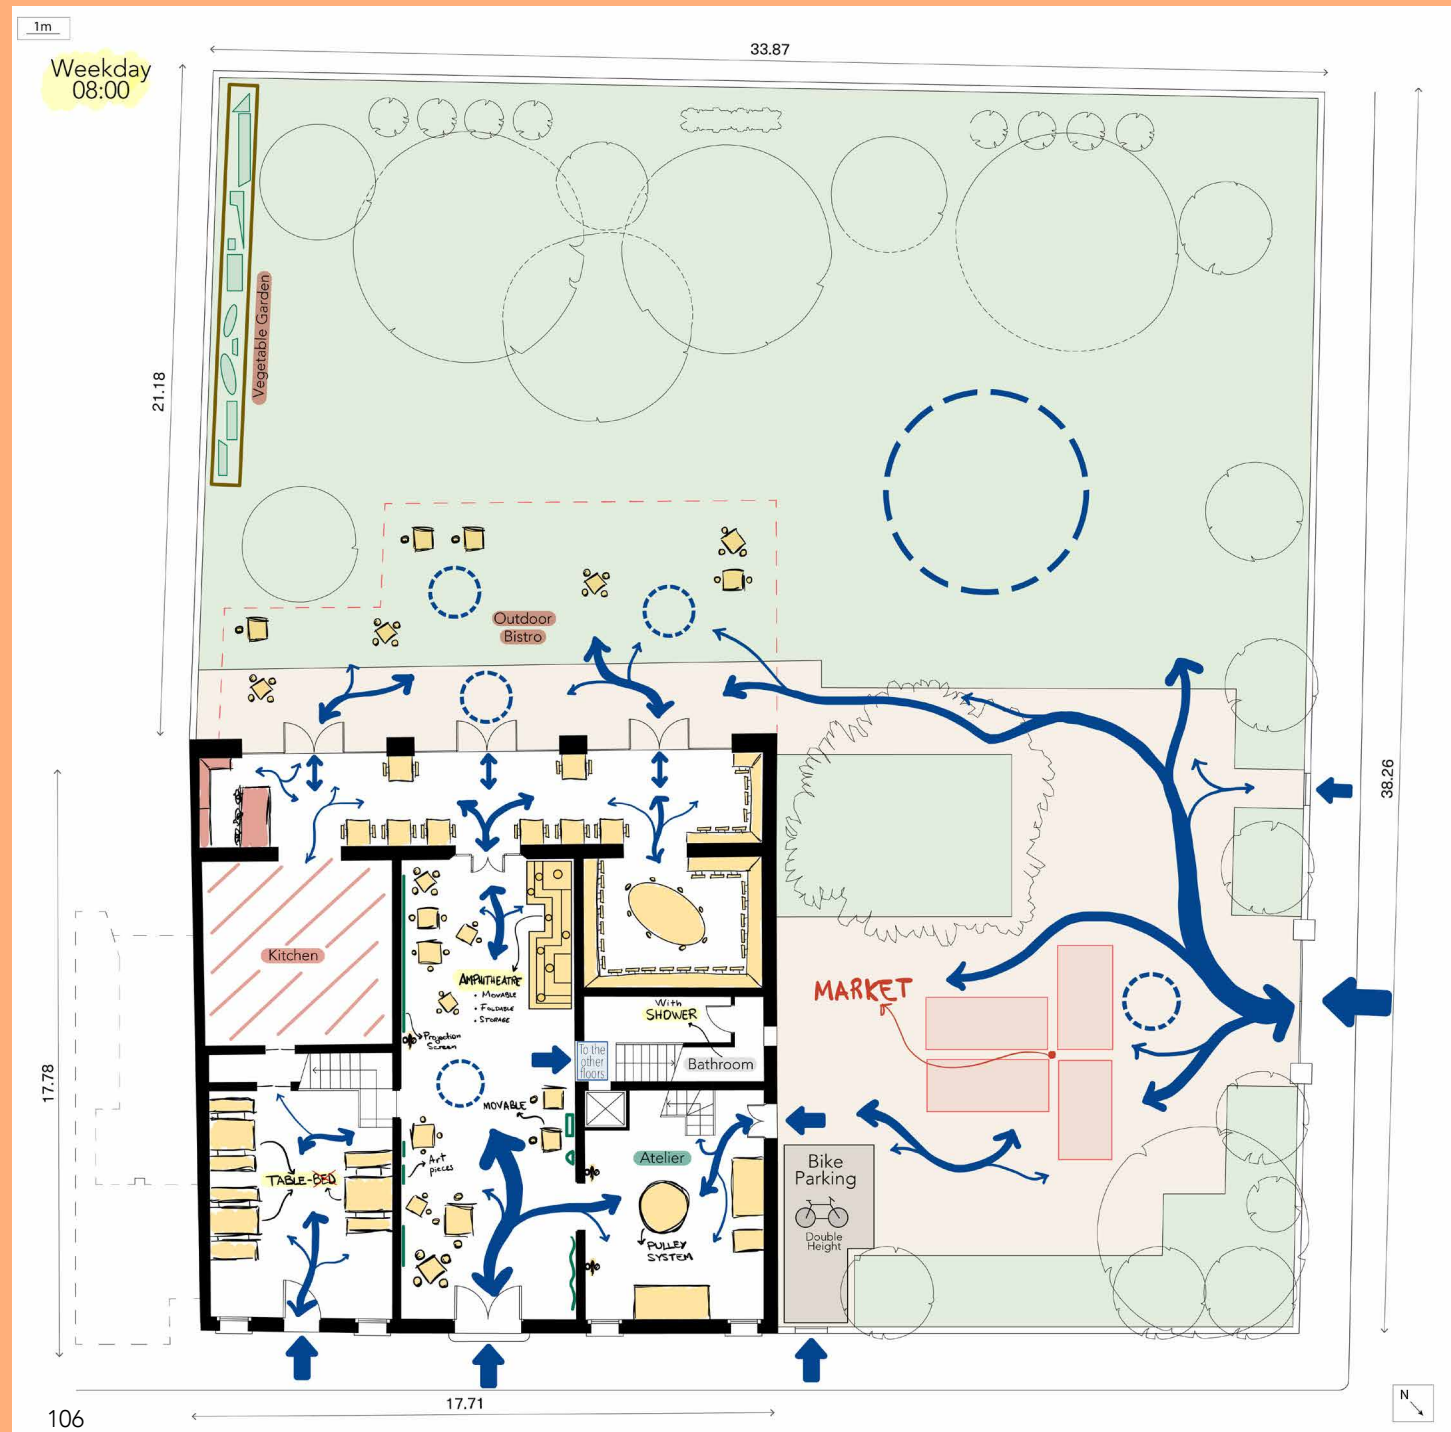 1m
Weekday
08:00
33.87
21.18
38.26
17.78
17.71
Vegetable Garden
Outdoor
Bistro
Kitchen
AMPHITHEATRE
• MOVABLE
• FOLDABLE
• STORAGE
Projection
Screen
With
SHOWER
To the
other
floors
Bathroom
MARKET
MOVABLE
Art
pieces
TABLE-BED
Atelier
PULLEY
SYSTEM
Bike
Parking
Double
Height
N
106